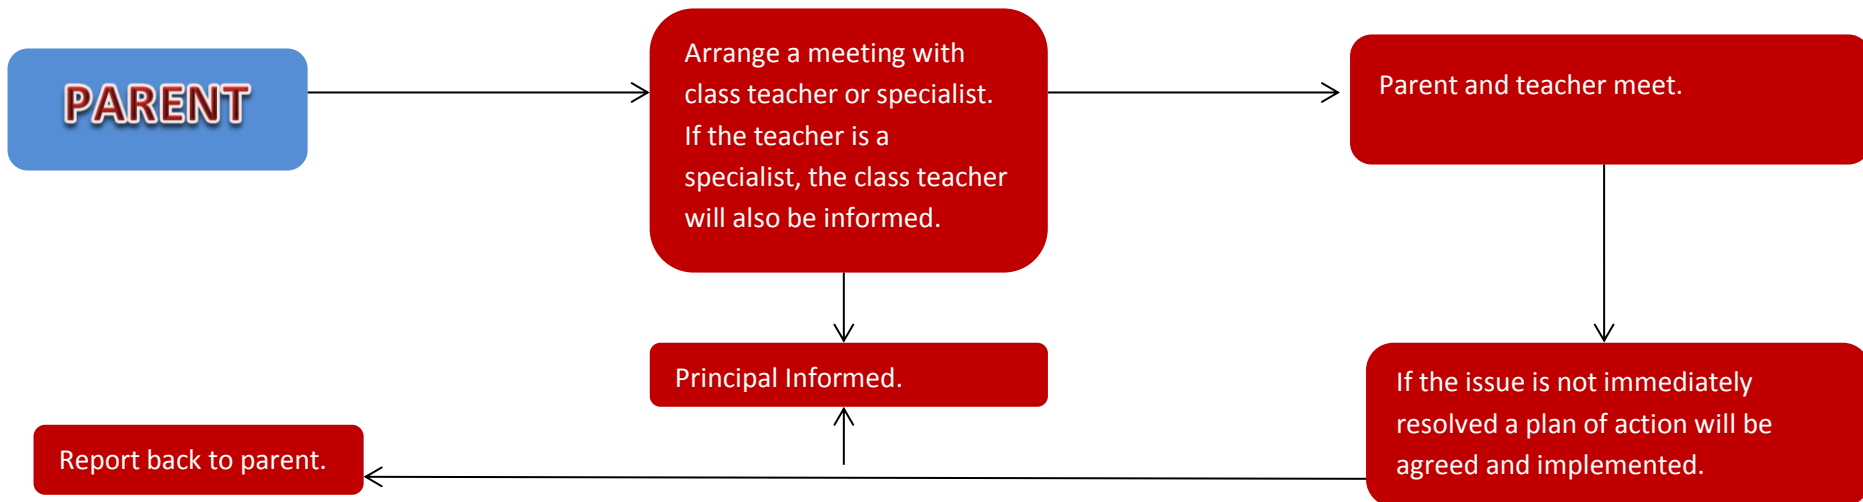 PARENT
Arrange a meeting with
class teacher or specialist.
If the teacher is a
specialist, the class teacher
will also be informed.
Parent and teacher meet.
Principal Informed.
If the issue is not immediately
resolved a plan of action will be
agreed and implemented.
Report back to parent.